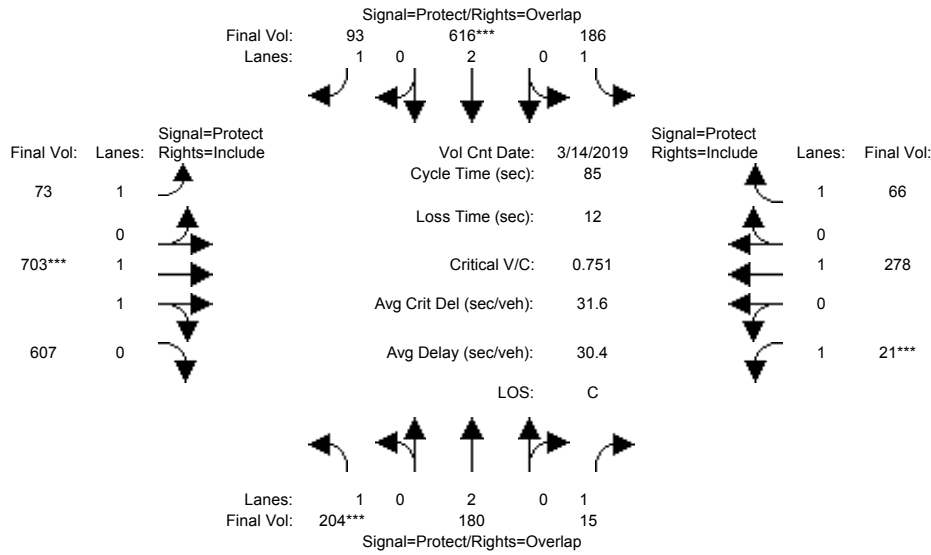 Signal=Protect/Rights=Overlap
Final Vol: 93 616*** 186
Lanes: 1 0 2 0 1
Signal=Protect Signal=Protect
Final Vol: Lanes: Rights=Include Vol Cnt Date: 3/14/2019 Rights=Include Lanes: Final Vol:
Cycle Time (sec): 85
73 1 1 66
Loss Time (sec): 12
0 0
703*** 1 Critical V/C: 0.751 1 278
1 Avg Crit Del (sec/veh): 31.6 0
607 0 Avg Delay (sec/veh): 30.4 1 21***
LOS: C
Lanes: 1 0 2 0 1
Final Vol: 204*** 180 15
Signal=Protect/Rights=Overlap